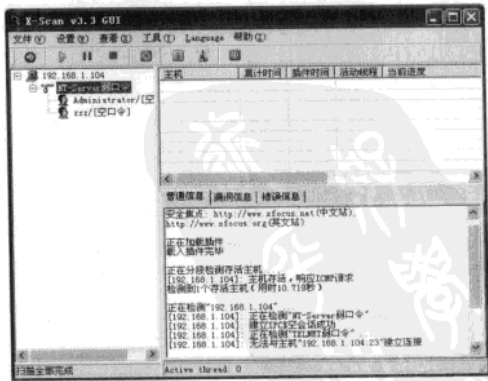 X-Scan v3.3 GUI
文件(V) 设置(W) 查看(X) 工具(Y) Language 帮助(Z)
192.168.1.104
NT-Server弱口令
Administrator/[空
zzz/[空口令]
主机 累计时间 插件时间 活动线程 当前进度
普通信息 漏洞信息 错误信息
安全焦点: http://www.xfocus.net(中文站),
http://www.xfocus.org(英文站)
正在加载插件
载入插件完毕
正在分段检测存活主机
[192.168.1.104]: 主机存活，响应ICMP请求
检测到1个存活主机(用时10.719秒)
正在检测"192.168.1.104"
[192.168.1.104]: 正在检测"NT-Server弱口令"
[192.168.1.104]: 建立IPC$空会话成功
[192.168.1.104]: 正在检测"TELNET弱口令"
[192.168.1.104]: 无法与主机"192.168.1.104:23"建立连接
扫描全部完成 Active thread: 0